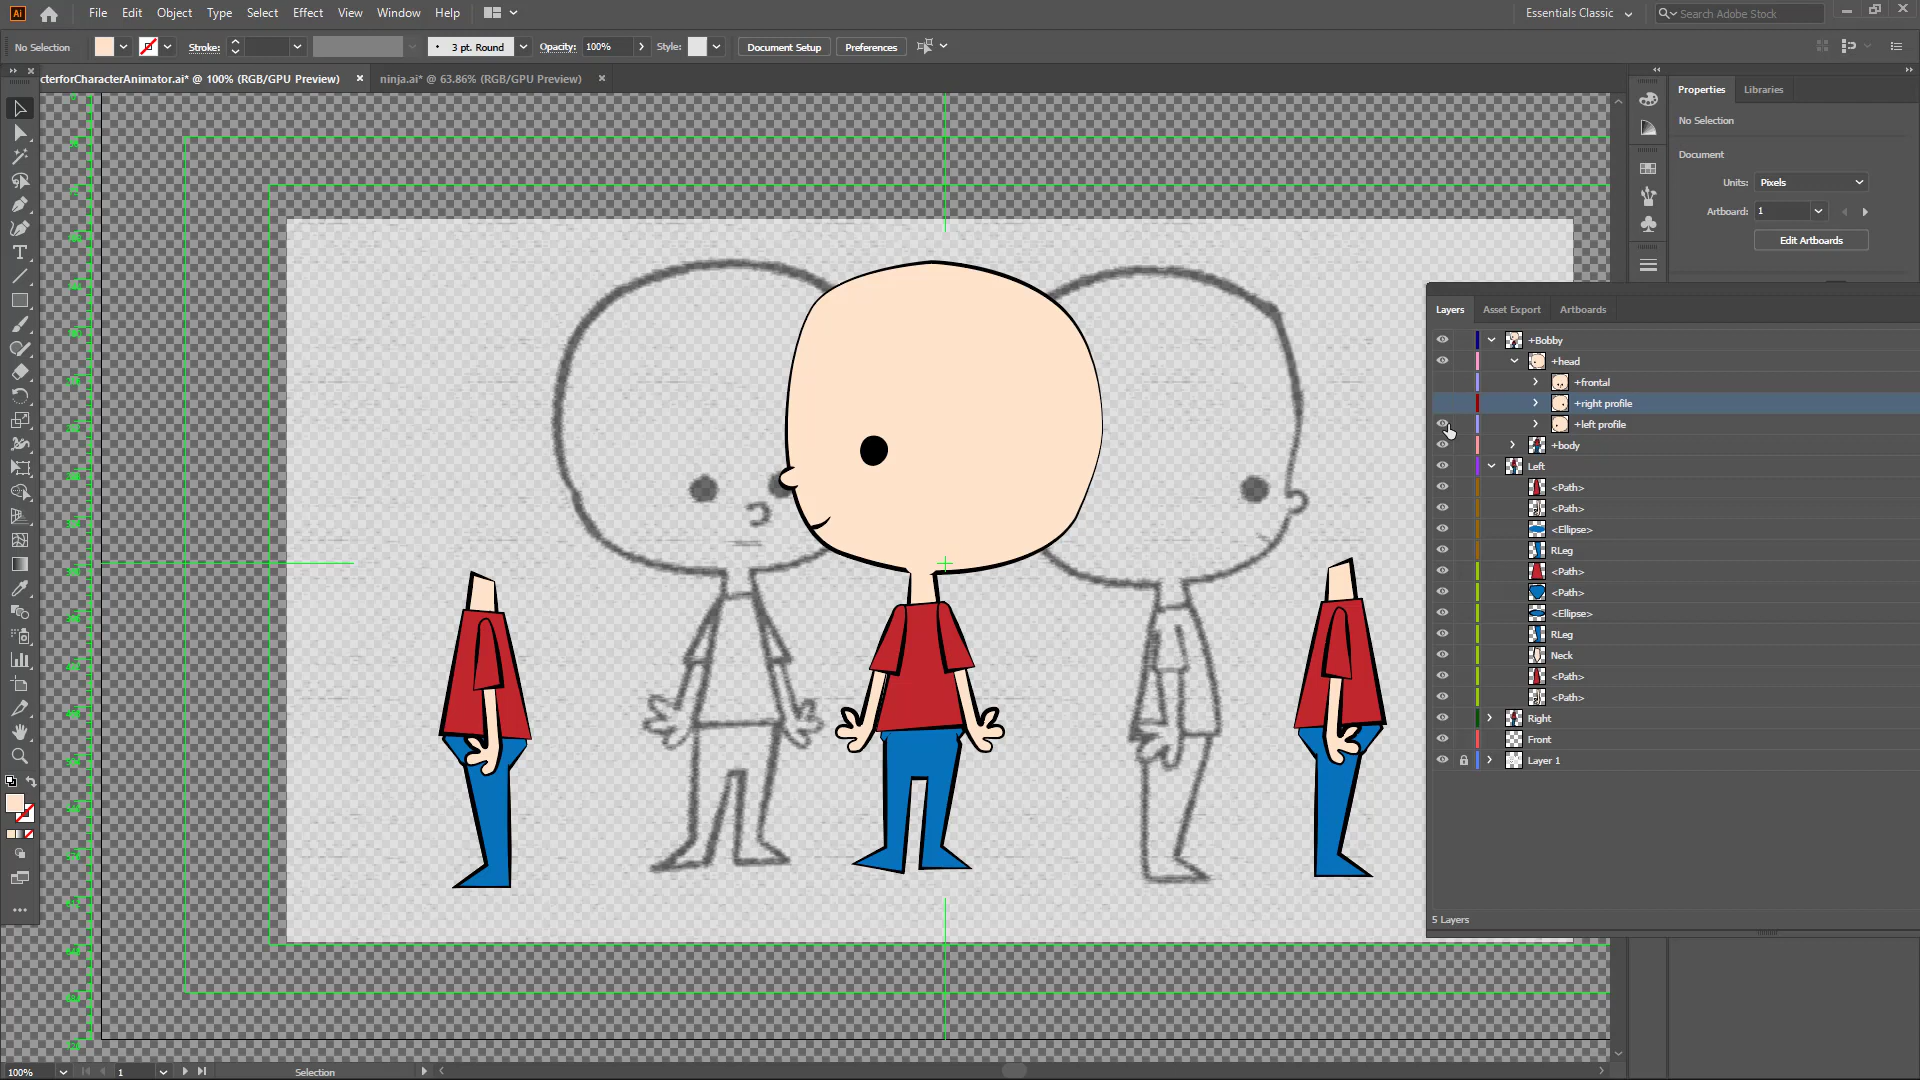 Ai File Edit Object Type Select Effect View Window Help Essentials Classic Search Adobe Stock
No Selection Stroke: 3 pt. Round Opacity: 100% Style: Document Setup Preferences
cterforCharacterAnimator.ai* @ 100% (RGB/GPU Preview) ninja.ai* @ 63.86% (RGB/GPU Preview)
Properties Libraries
No Selection
Document
Units: Pixels
Artboard: 1
Edit Artboards
Layers Asset Export Artboards
+Bobby
+head
+frontal
+right profile
+left profile
+body
Left
<Path>
<Path>
<Ellipse>
RLeg
<Path>
<Path>
<Ellipse>
RLeg
Neck
<Path>
<Path>
Right
Front
Layer 1
5 Layers
100% 1 Selection